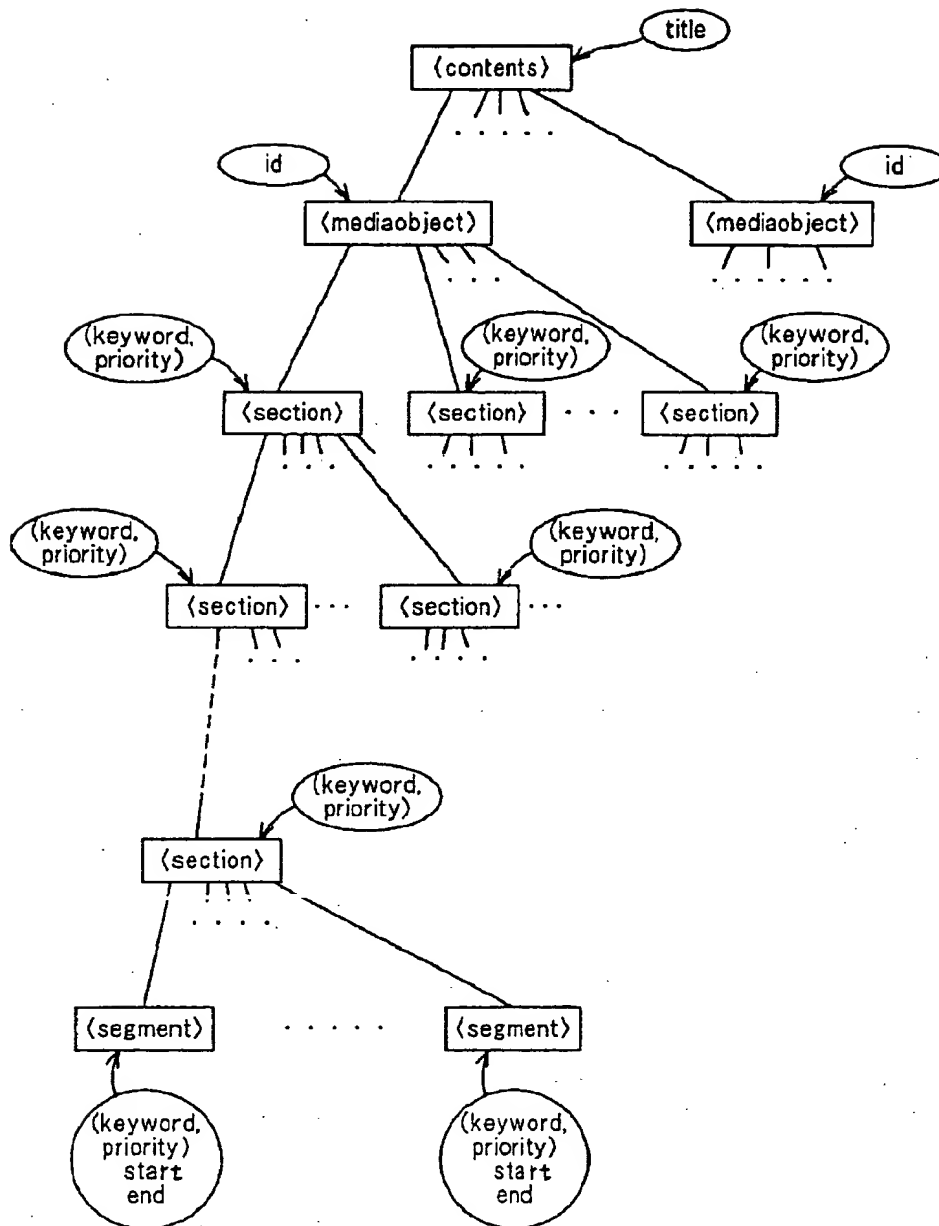 title
〈contents〉
id
id
〈mediaobject〉
〈mediaobject〉
(keyword,
priority)
(keyword,
priority)
(keyword,
priority)
〈section〉
〈section〉
〈section〉
(keyword,
priority)
(keyword,
priority)
〈section〉
〈section〉
(keyword,
priority)
〈section〉
〈segment〉
〈segment〉
(keyword,
priority)
start
end
(keyword,
priority)
start
end